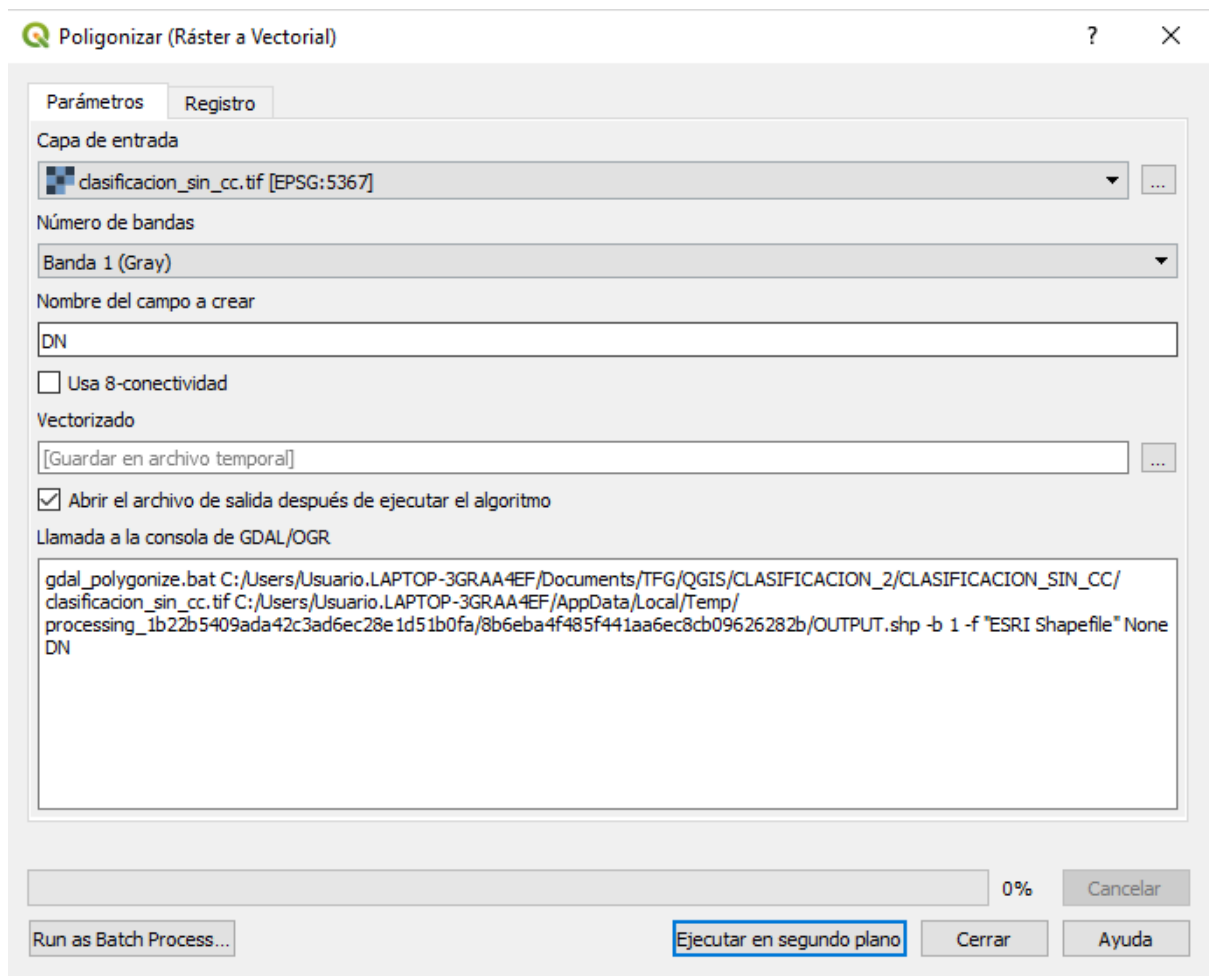 Poligonizar (Ráster a Vectorial)
?
Parámetros
Registro
Capa de entrada
clasificacion_sin_cc.tif [EPSG:5367]
...
Número de bandas
Banda 1 (Gray)
Nombre del campo a crear
DN
Usa 8-conectividad
Vectorizado
[Guardar en archivo temporal]
...
Abrir el archivo de salida después de ejecutar el algoritmo
Llamada a la consola de GDAL/OGR
gdal_polygonize.bat C:/Users/Usuario.LAPTOP-3GRAA4EF/Documents/TFG/QGIS/CLASIFICACION_2/CLASIFICACION_SIN_CC/
clasificacion_sin_cc.tif C:/Users/Usuario.LAPTOP-3GRAA4EF/AppData/Local/Temp/
processing_1b22b5409ada42c3ad6ec28e1d51b0fa/8b6eba4f485f441aa6ec8cb09626282b/OUTPUT.shp -b 1 -f "ESRI Shapefile" None
DN
0%
Cancelar
Run as Batch Process...
Ejecutar en segundo plano
Cerrar
Ayuda